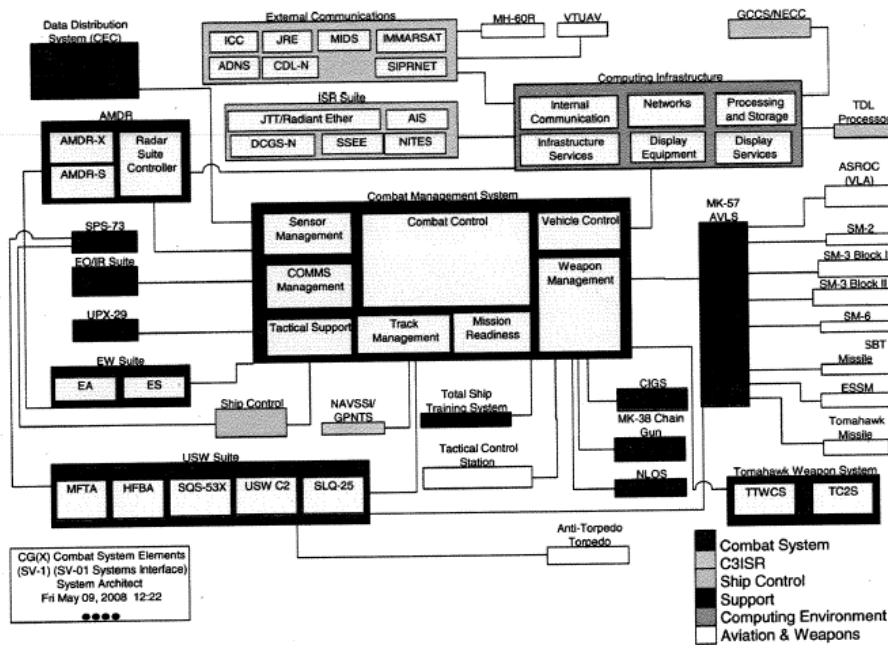 Data Distribution
System (CEC)
External Communications
ICC
JRE
MIDS
IMMARSAT
ADNS
CDL-N
SIPRNET
MH-60R
VTUAV
GCCS/NECC
ISR Suite
JTT/Radiant Ether
AIS
DCGS-N
SSEE
NITES
Computing Infrastructure
Internal
Communication
Networks
Processing
and Storage
Infrastructure
Services
Display
Equipment
Display
Services
TDL
Processor
AMDR
AMDR-X
AMDR-S
Radar
Suite
Controller
SPS-73
EO/IR Suite
UPX-29
EW Suite
EA
ES
Combat Management System
Sensor
Management
Combat Control
Vehicle Control
COMMS
Management
Weapon
Management
Tactical Support
Track
Management
Mission
Readiness
MK-57
AVLS
ASROC
(VLA)
SM-2
SM-3 Block I
SM-3 Block II
SM-6
SBT
Missile
ESSM
Tomahawk
Missile
Ship Control
NAVSSI/
GPNTS
Total Ship
Training System
Tactical Control
Station
CIGS
MK-38 Chain
Gun
NLOS
Tomahawk Weapon System
TTWCS
TC2S
USW Suite
MFTA
HFBA
SQS-53X
USW C2
SLQ-25
Anti-Torpedo
Torpedo
CG(X) Combat System Elements
(SV-1) (SV-01 Systems Interface)
System Architect
Fri May 09, 2008 12:22
Combat System
C3ISR
Ship Control
Support
Computing Environment
Aviation & Weapons